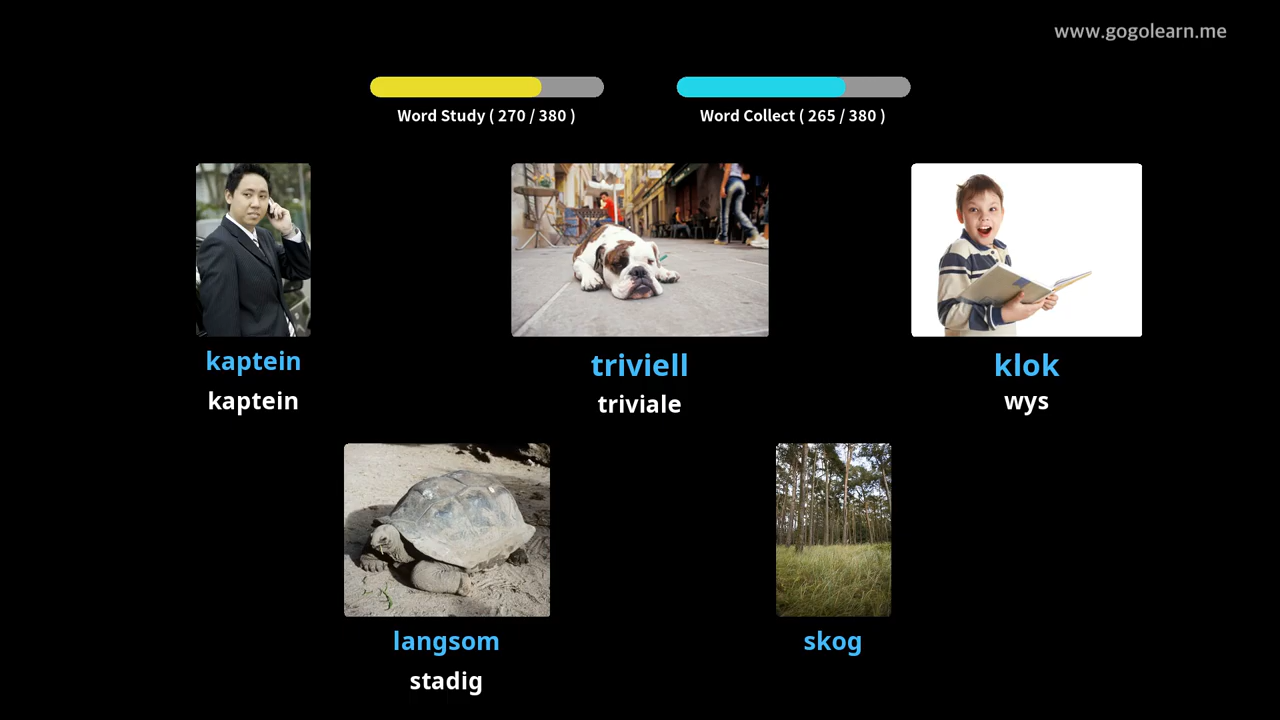 www.gogolearn.me
Word Study ( 270 / 380 )
Word Collect ( 265 / 380 )
kaptein
kaptein
triviell
triviale
klok
wys
langsom
stadig
skog